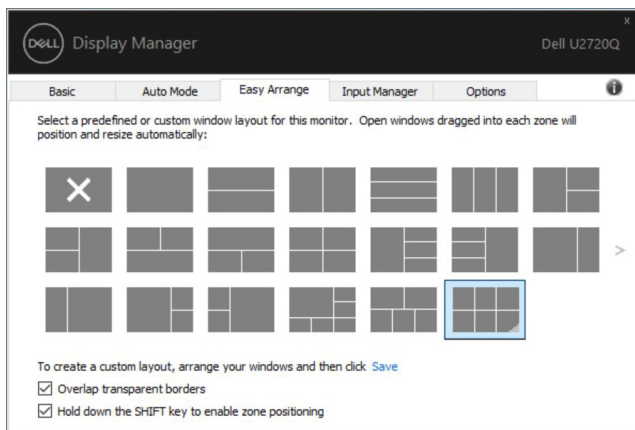 x
DELL Display Manager
Dell U2720Q
Basic Auto Mode Easy Arrange Input Manager Options i
Select a predefined or custom window layout for this monitor. Open windows dragged into each zone will
position and resize automatically:
>
To create a custom layout, arrange your windows and then click Save
Overlap transparent borders
Hold down the SHIFT key to enable zone positioning